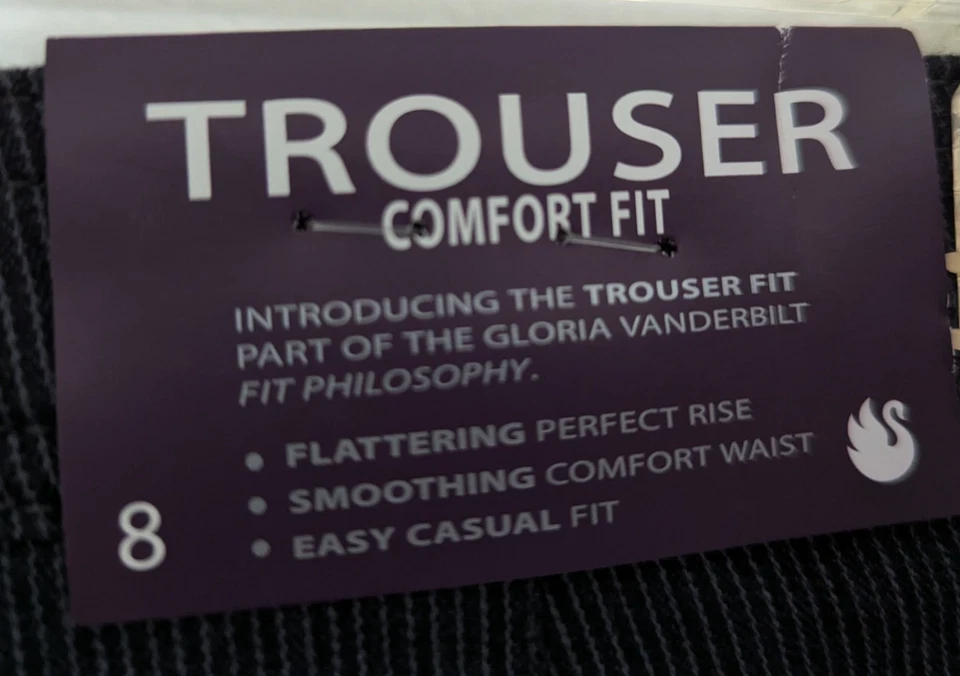 TROUSER
COMFORT FIT
INTRODUCING THE TROUSER FIT
PART OF THE GLORIA VANDERBILT
FIT PHILOSOPHY.
• FLATTERING PERFECT RISE
• SMOOTHING COMFORT WAIST
• EASY CASUAL FIT
8